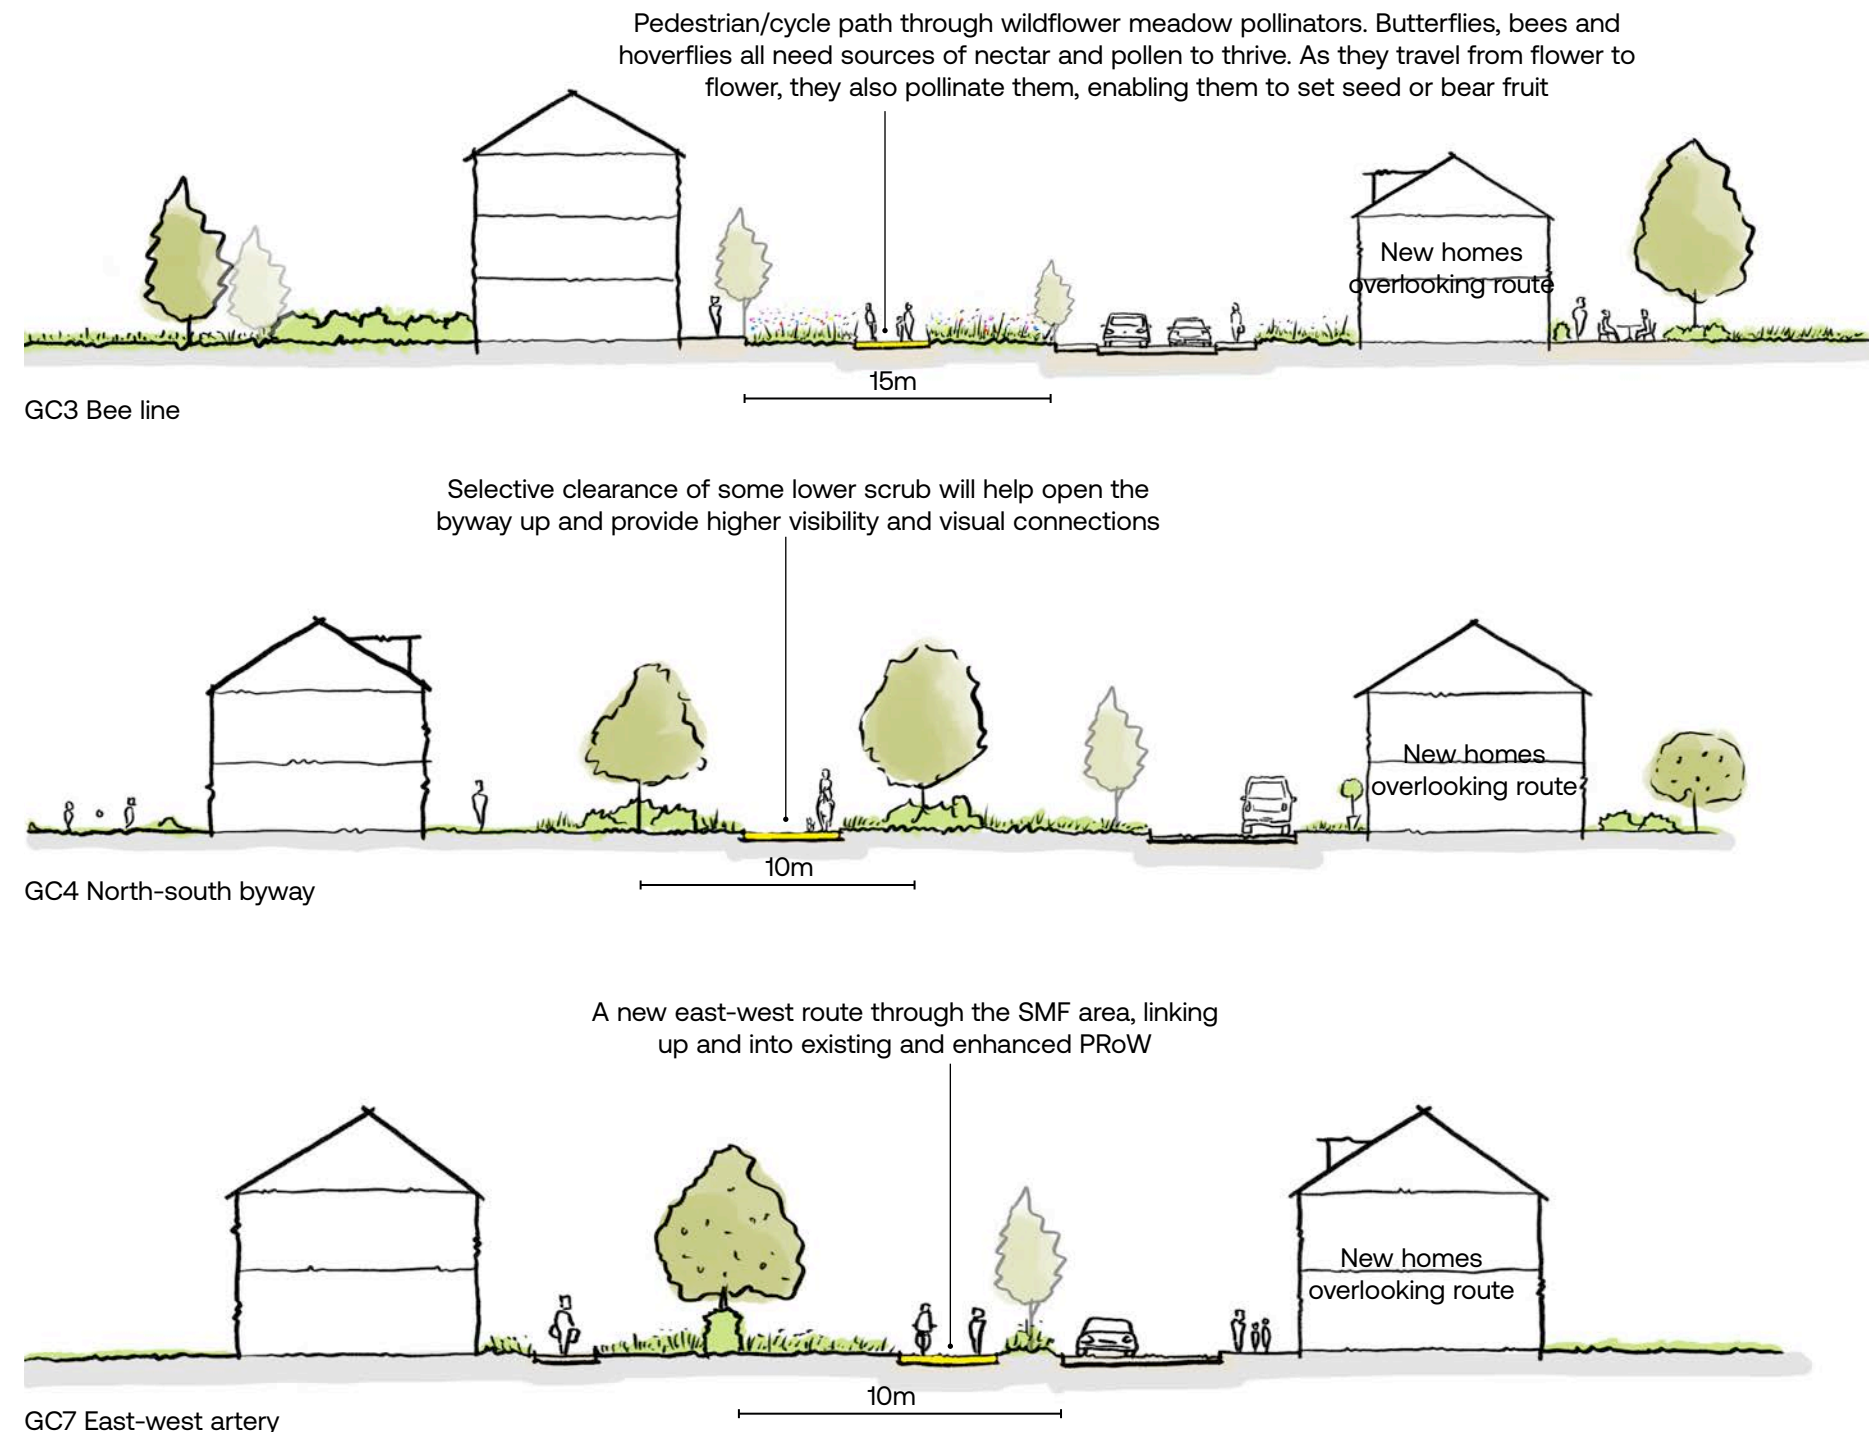 Pedestrian/cycle path through wildflower meadow pollinators. Butterflies, bees and
hoverflies all need sources of nectar and pollen to thrive. As they travel from flower to
flower, they also pollinate them, enabling them to set seed or bear fruit
New homes
overlooking route
15m
GC3 Bee line
Selective clearance of some lower scrub will help open the
byway up and provide higher visibility and visual connections
New homes
overlooking route
10m
GC4 North-south byway
A new east-west route through the SMF area, linking
up and into existing and enhanced PRoW
New homes
overlooking route
10m
GC7 East-west artery